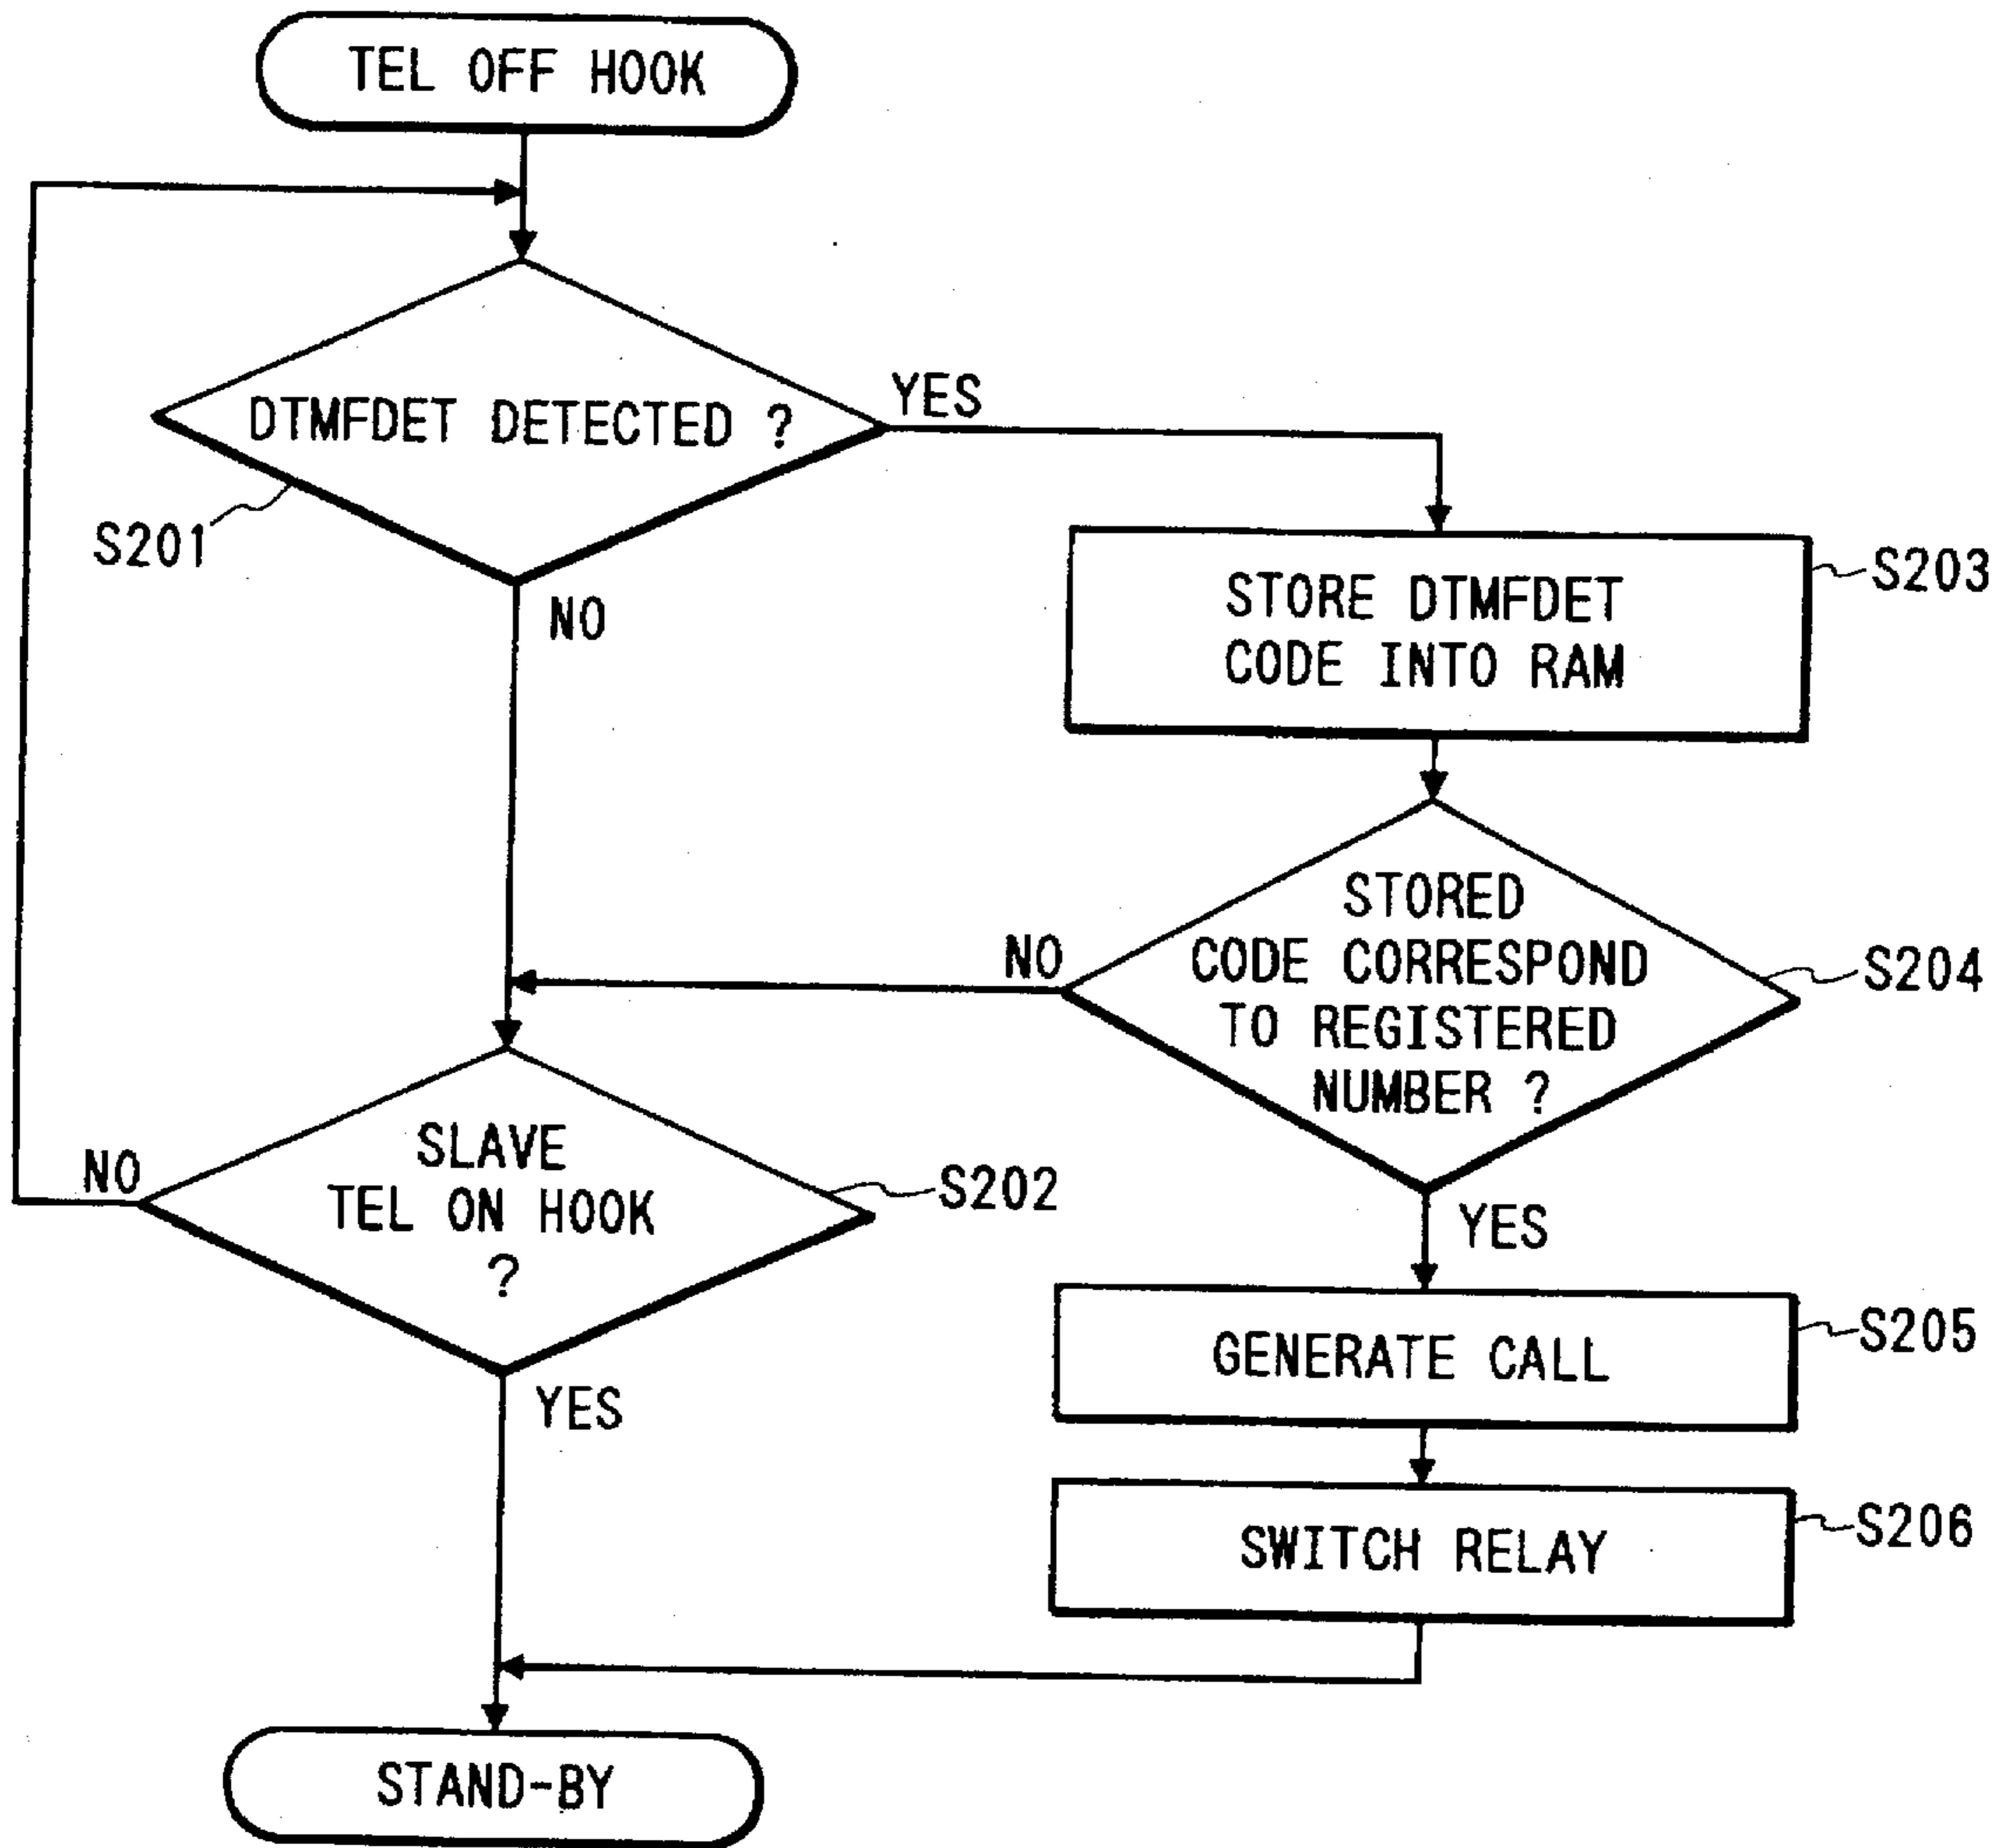 TEL OFF HOOK
DTMFDET DETECTED ?
YES
S201
NO
STORE DTMFDET
CODE INTO RAM
S203
STORED
CODE CORRESPOND
TO REGISTERED
NUMBER ?
NO
S204
YES
SLAVE
TEL ON HOOK
?
NO
S202
YES
GENERATE CALL
S205
SWITCH RELAY
S206
STAND-BY